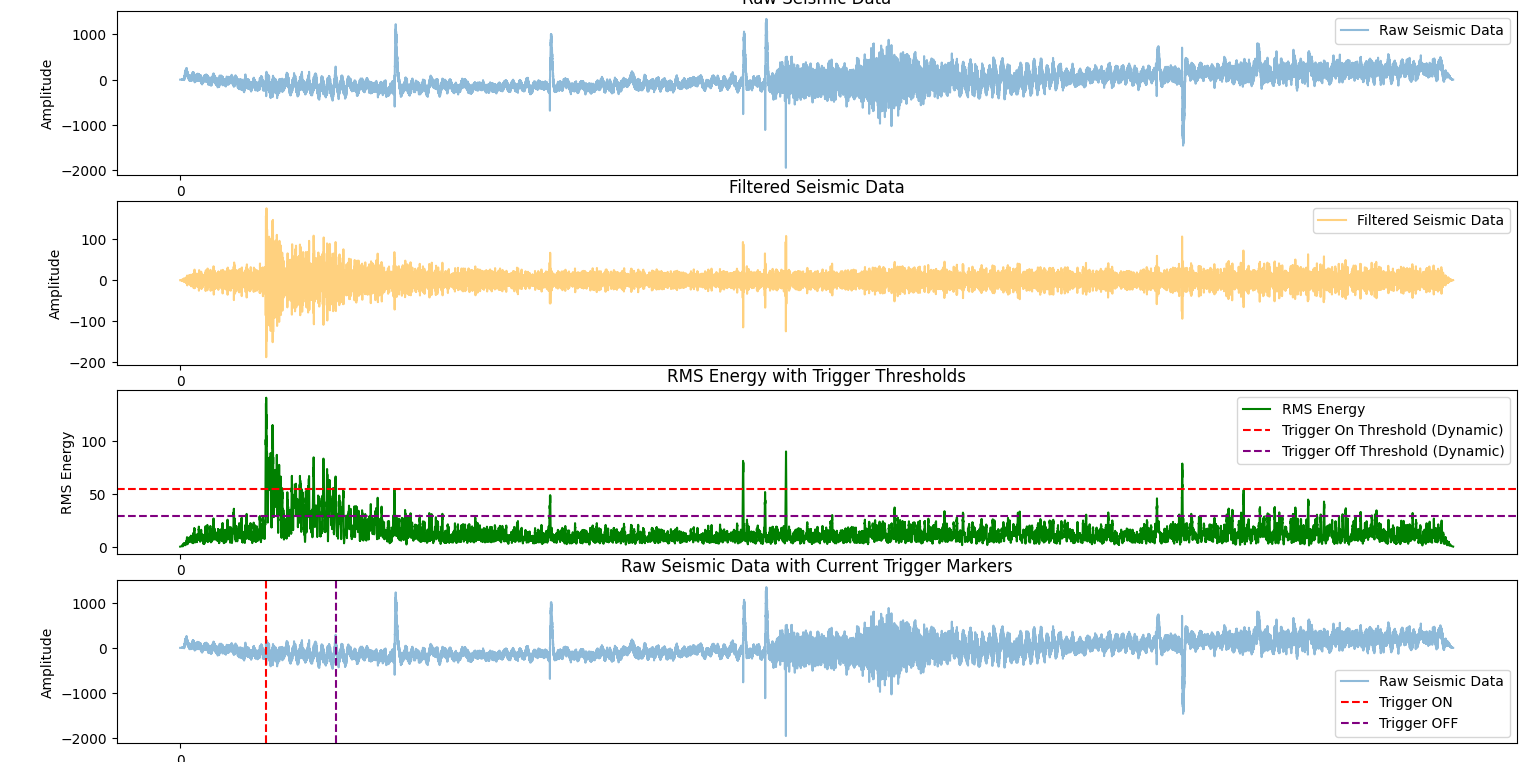 Raw Seismic Data
1000
0
−1000
−2000
Amplitude
Raw Seismic Data
0
Filtered Seismic Data
100
0
−100
−200
Amplitude
Filtered Seismic Data
0
RMS Energy with Trigger Thresholds
100
50
0
RMS Energy
RMS Energy
Trigger On Threshold (Dynamic)
Trigger Off Threshold (Dynamic)
0
Raw Seismic Data with Current Trigger Markers
1000
0
−1000
−2000
Amplitude
Raw Seismic Data
Trigger ON
Trigger OFF
0